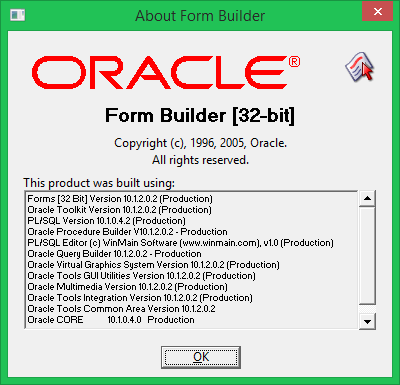 About Form Builder
ORACLE®
Form Builder [32-bit]
Copyright (c), 1996, 2005, Oracle.
All rights reserved.
This product was built using:
Forms [32 Bit] Version 10.1.2.0.2 (Production)
Oracle Toolkit Version 10.1.2.0.2 (Production)
PL/SQL Version 10.1.0.4.2 (Production)
Oracle Procedure Builder V10.1.2.0.2 - Production
PL/SQL Editor (c) WinMain Software (www.winmain.com), v1.0 (Production)
Oracle Query Builder 10.1.2.0.2 - Production
Oracle Virtual Graphics System Version 10.1.2.0.2 (Production)
Oracle Tools GUI Utilities Version 10.1.2.0.2 (Production)
Oracle Multimedia Version 10.1.2.0.2 (Production)
Oracle Tools Integration Version 10.1.2.0.2 (Production)
Oracle Tools Common Area Version 10.1.2.0.2
Oracle CORE 10.1.0.4.0 Production
OK